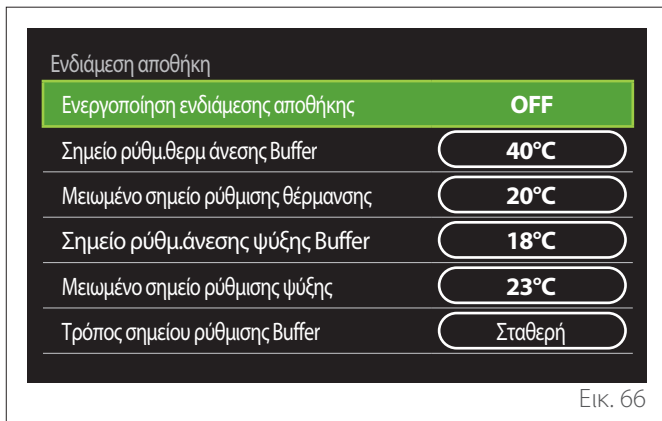 Ενδιάμεση αποθήκη
Ενεργοποίηση ενδιάμεσης αποθήκης OFF
Σημείο ρύθμ.θερμ άνεσης Buffer 40°C
Μειωμένο σημείο ρύθμισης θέρμανσης 20°C
Σημείο ρύθμ.άνεσης ψύξης Buffer 18°C
Μειωμένο σημείο ρύθμισης ψύξης 23°C
Τρόπος σημείου ρύθμισης Buffer Σταθερή
Εικ. 66